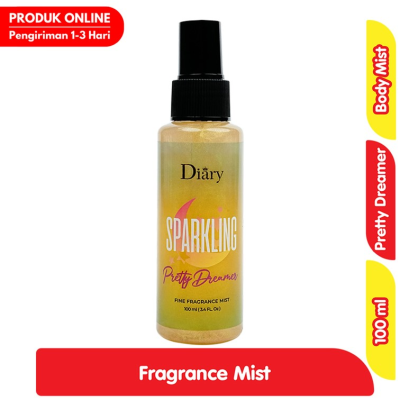 PRODUK ONLINE
Pengiriman 1-3 Hari
Diary
SPARKLING
Pretty Dreamer
FINE FRAGRANCE MIST
100 ml (3.4 FL. Oz)
Body Mist
Pretty Dreamer
100 ml
Fragrance Mist